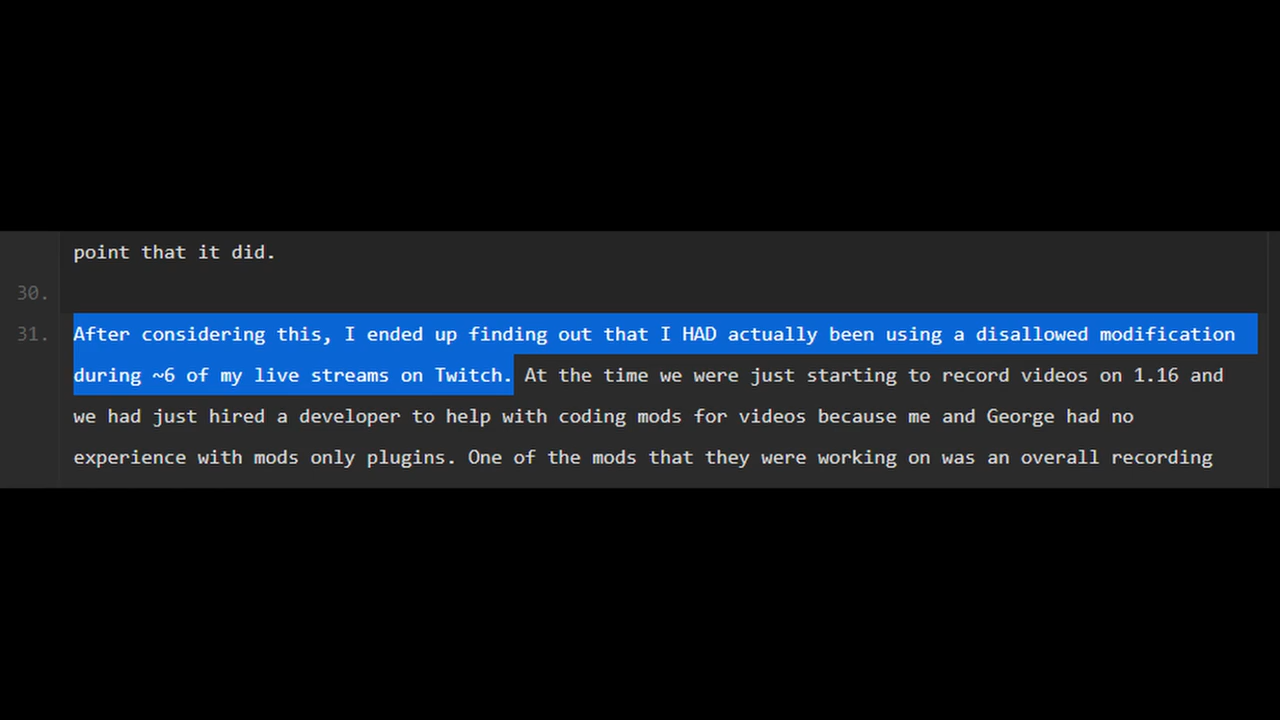 point that it did.
30.
31. After considering this, I ended up finding out that I HAD actually been using a disallowed modification
during ~6 of my live streams on Twitch. At the time we were just starting to record videos on 1.16 and
we had just hired a developer to help with coding mods for videos because me and George had no
experience with mods only plugins. One of the mods that they were working on was an overall recording